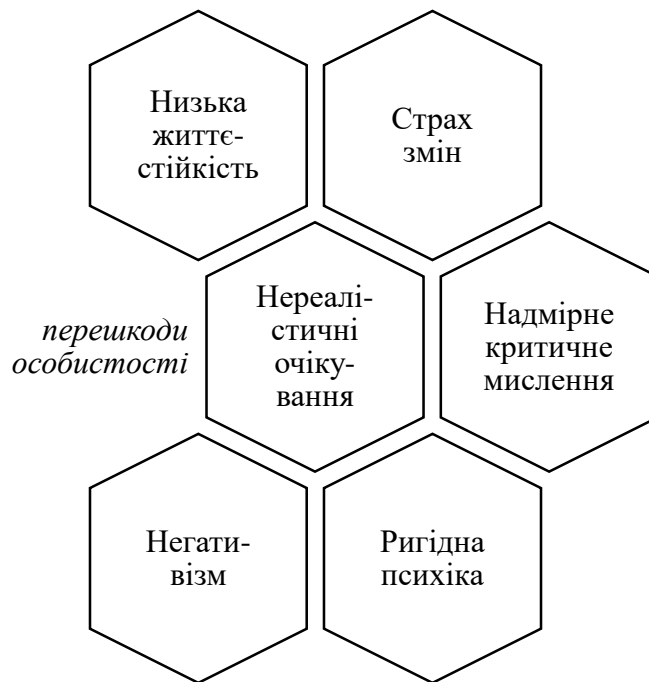 Низька
життє-
стійкість
Страх
змін
перешкоди
особистості
Нереалі-
стичні
очіку-
вання
Надмірне
критичне
мислення
Негати-
візм
Ригідна
психіка